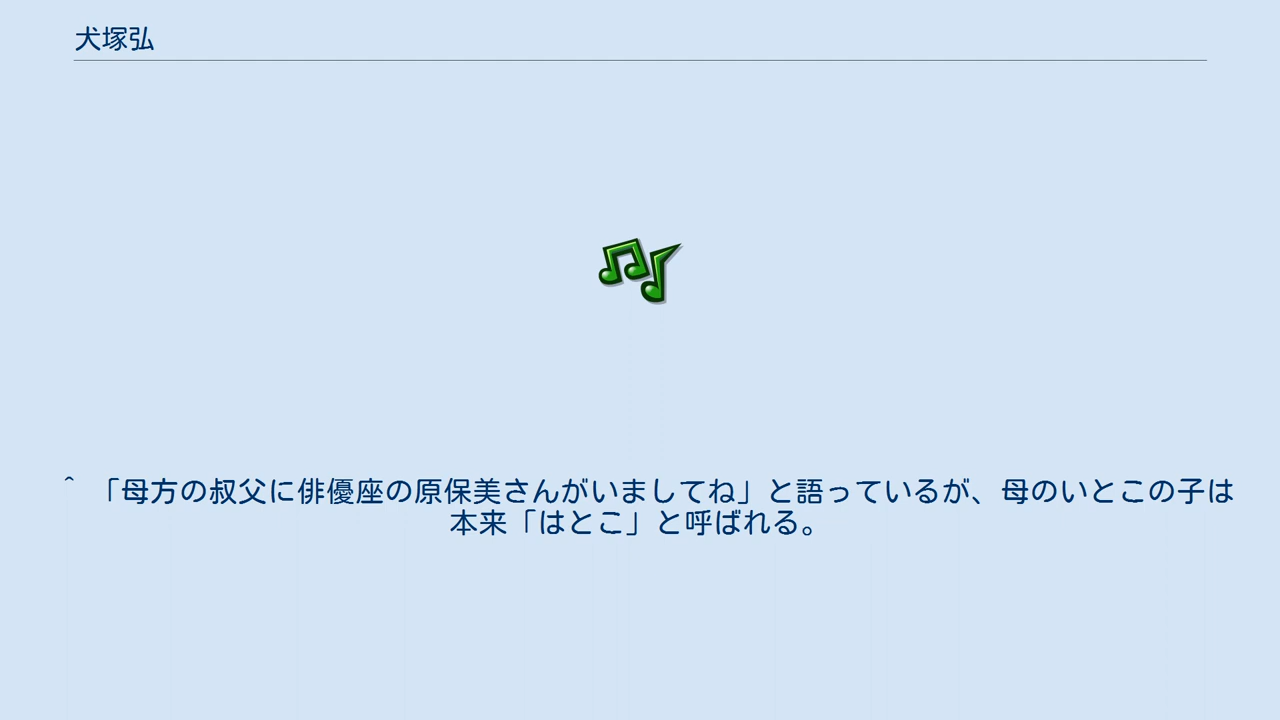 犬塚弘
^ 「母方の叔父に俳優座の原保美さんがいましてね」と語っているが、母のいとこの子は
本来「はとこ」と呼ばれる。